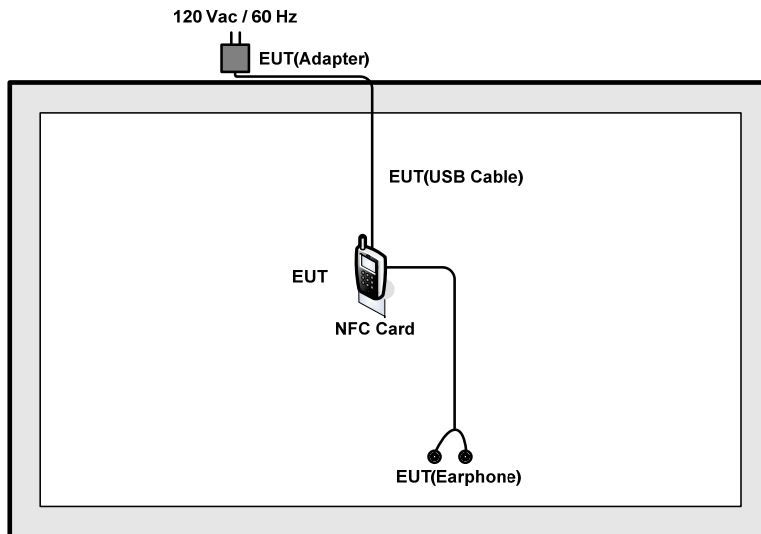 120 Vac / 60 Hz
EUT(Adapter)
EUT(USB Cable)
EUT
NFC Card
EUT(Earphone)